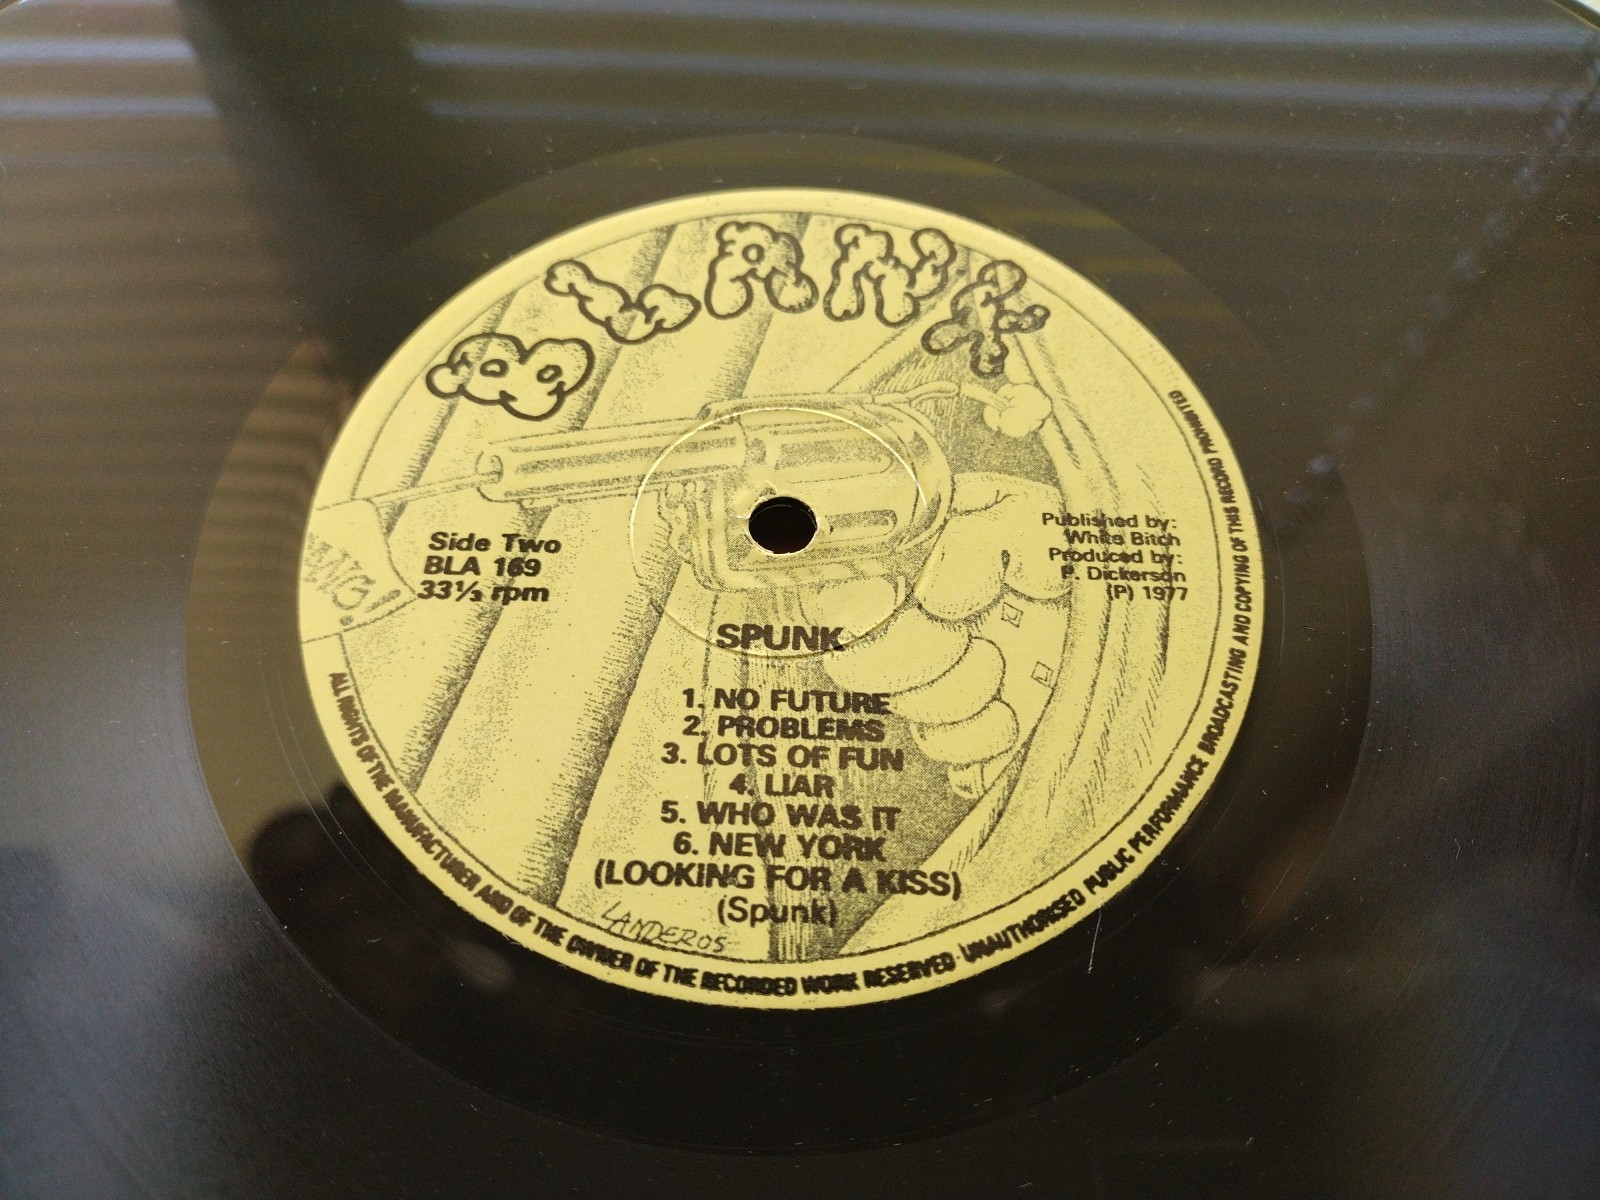 BLANK
BANG!
Side Two
BLA 169
33⅓ rpm
Published by:
White Bitch
Produced by:
P. Dickerson
(P) 1977
SPUNK
1. NO FUTURE
2. PROBLEMS
3. LOTS OF FUN
4. LIAR
5. WHO WAS IT
6. NEW YORK
(LOOKING FOR A KISS)
(Spunk)
LANDEROS
ALL RIGHTS OF THE MANUFACTURER AND OF THE OWNER OF THE RECORDED WORK RESERVED · UNAUTHORISED PUBLIC PERFORMANCE BROADCASTING AND COPYING OF THIS RECORD PROHIBITED